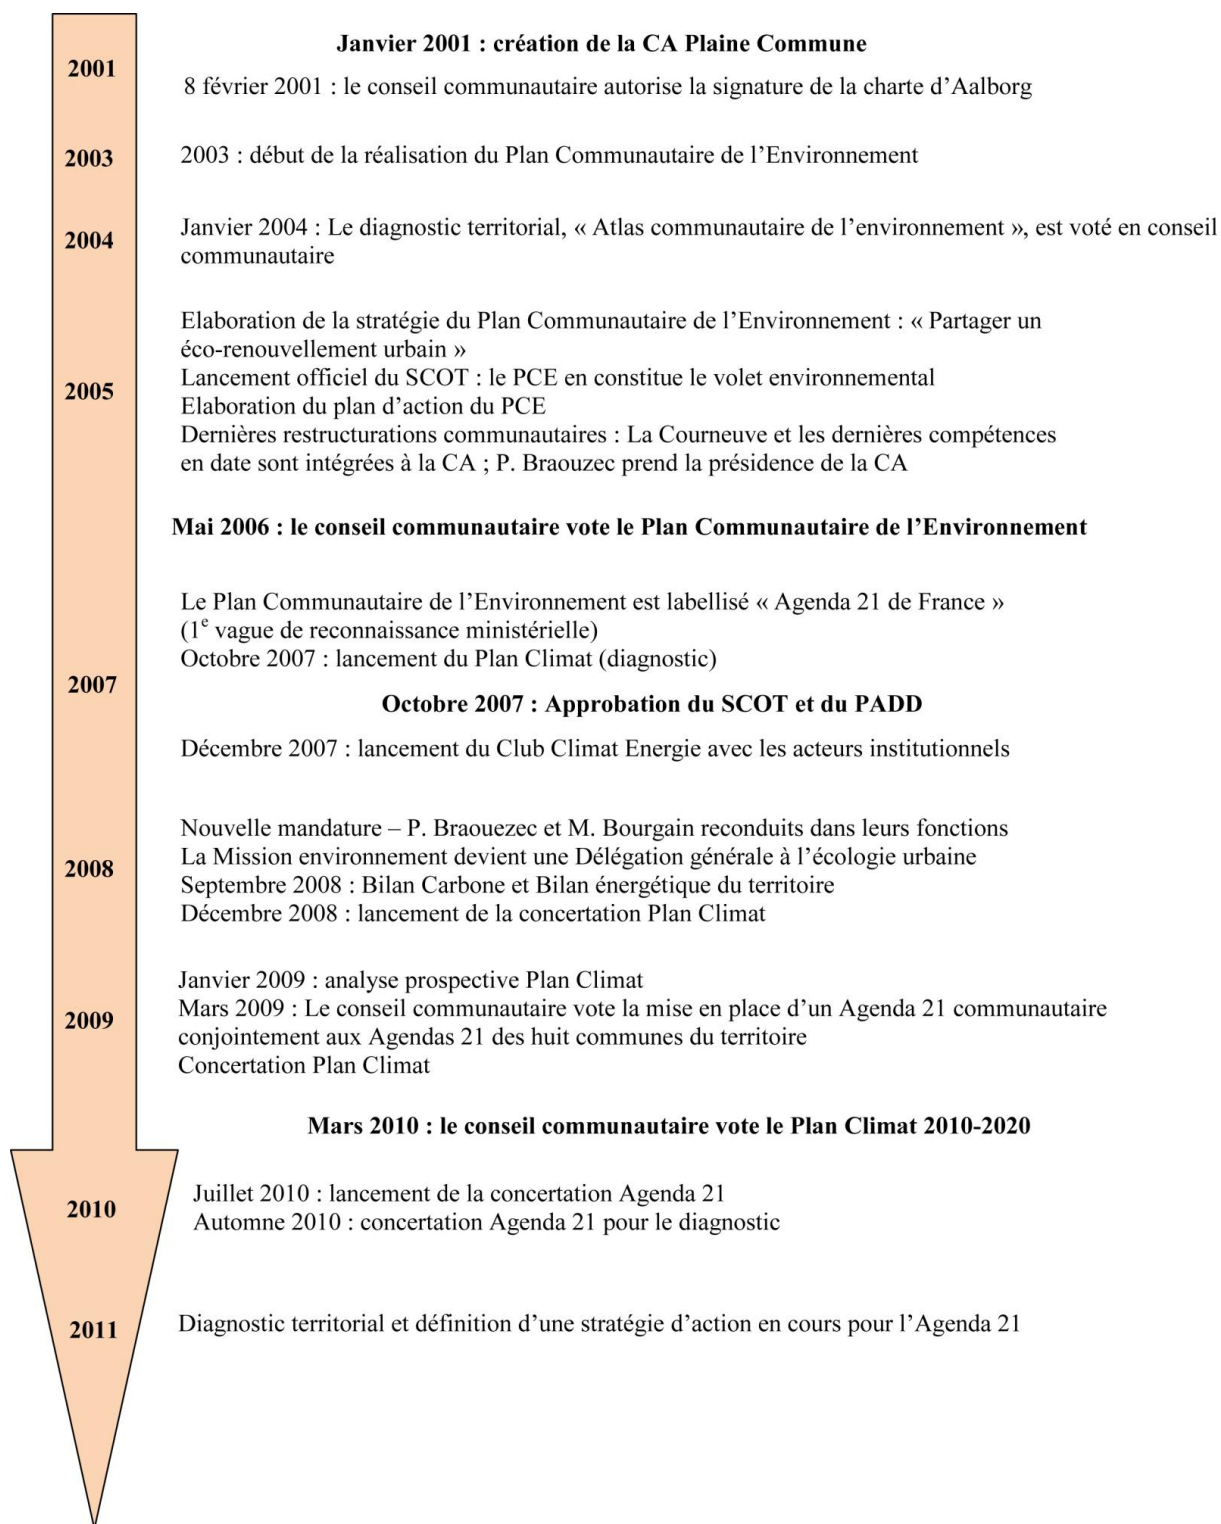 Janvier 2001 : création de la CA Plaine Commune
2001
8 février 2001 : le conseil communautaire autorise la signature de la charte d’Aalborg
2003
2003 : début de la réalisation du Plan Communautaire de l’Environnement
2004
Janvier 2004 : Le diagnostic territorial, « Atlas communautaire de l’environnement », est voté en conseil
communautaire
2005
Elaboration de la stratégie du Plan Communautaire de l’Environnement : « Partager un
éco-renouvellement urbain »
Lancement officiel du SCOT : le PCE en constitue le volet environnemental
Elaboration du plan d’action du PCE
Dernières restructurations communautaires : La Courneuve et les dernières compétences
en date sont intégrées à la CA ; P. Braouzec prend la présidence de la CA
Mai 2006 : le conseil communautaire vote le Plan Communautaire de l’Environnement
Le Plan Communautaire de l’Environnement est labellisé « Agenda 21 de France »
(1e vague de reconnaissance ministérielle)
Octobre 2007 : lancement du Plan Climat (diagnostic)
2007
Octobre 2007 : Approbation du SCOT et du PADD
Décembre 2007 : lancement du Club Climat Energie avec les acteurs institutionnels
2008
Nouvelle mandature – P. Braouezec et M. Bourgain reconduits dans leurs fonctions
La Mission environnement devient une Délégation générale à l’écologie urbaine
Septembre 2008 : Bilan Carbone et Bilan énergétique du territoire
Décembre 2008 : lancement de la concertation Plan Climat
2009
Janvier 2009 : analyse prospective Plan Climat
Mars 2009 : Le conseil communautaire vote la mise en place d’un Agenda 21 communautaire
conjointement aux Agendas 21 des huit communes du territoire
Concertation Plan Climat
Mars 2010 : le conseil communautaire vote le Plan Climat 2010-2020
2010
Juillet 2010 : lancement de la concertation Agenda 21
Automne 2010 : concertation Agenda 21 pour le diagnostic
2011
Diagnostic territorial et définition d’une stratégie d’action en cours pour l’Agenda 21